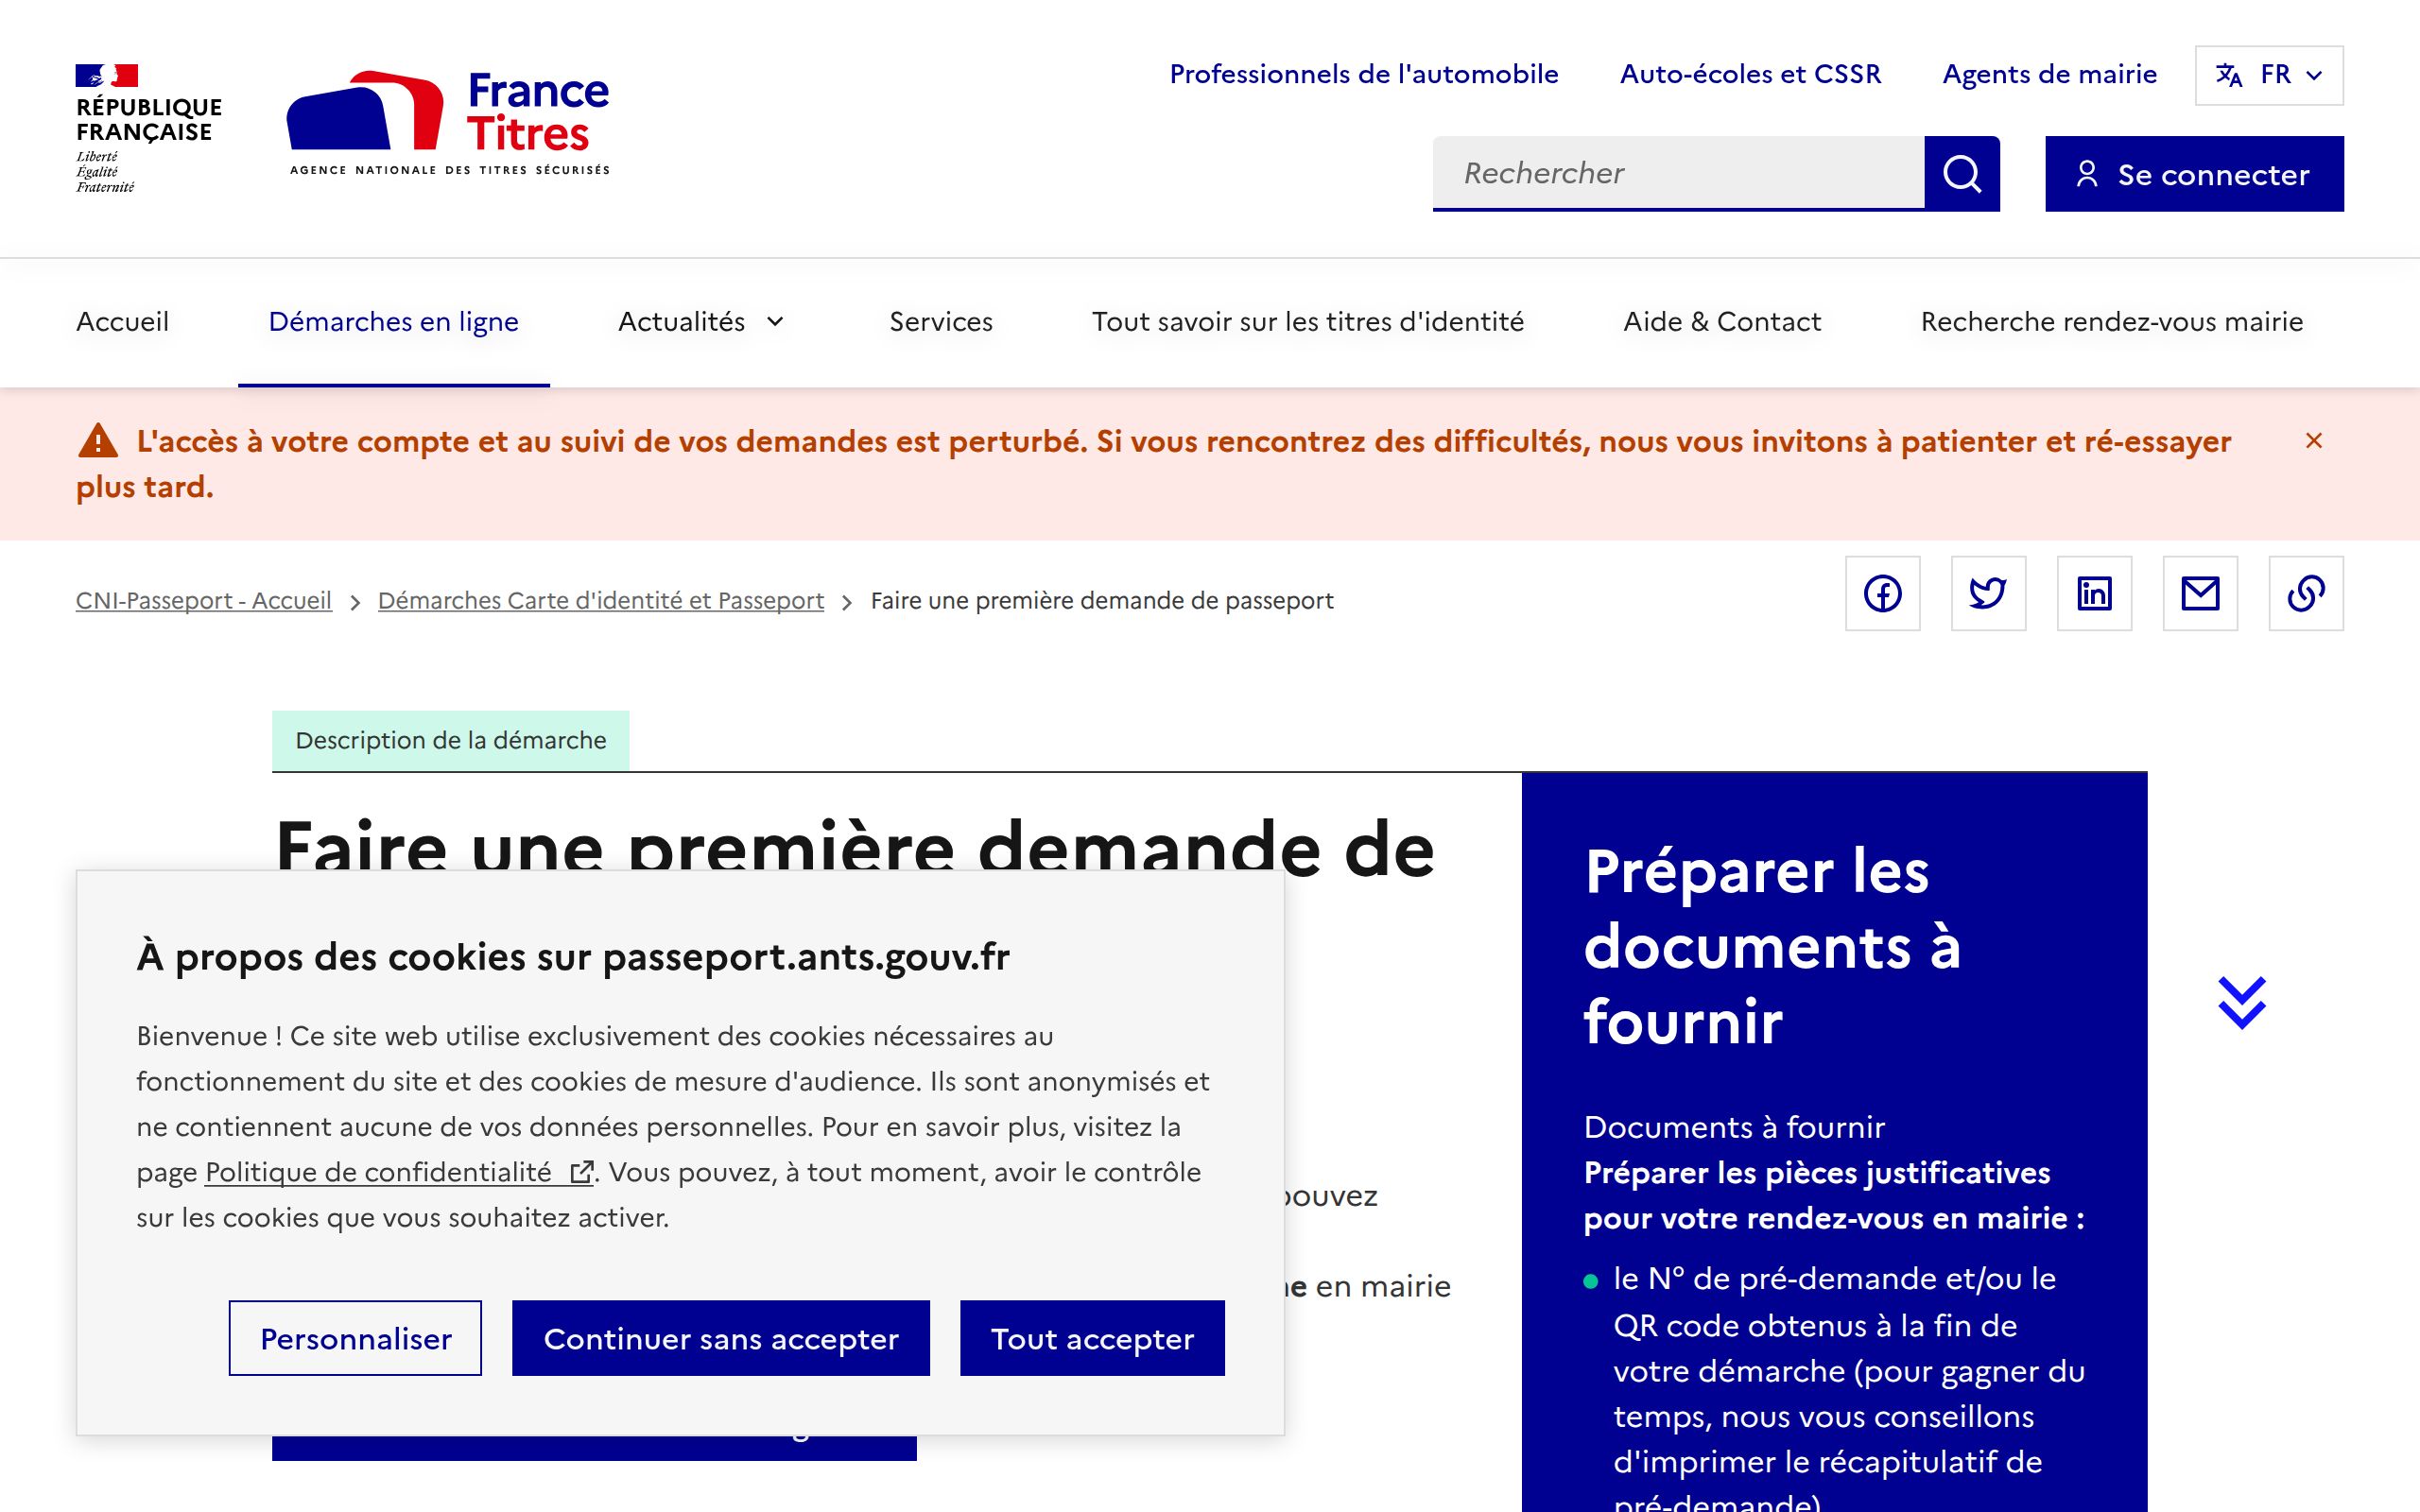 RÉPUBLIQUE
FRANÇAISE
Liberté
Égalité
Fraternité
France
Titres
AGENCE NATIONALE DES TITRES SÉCURISÉS
Professionnels de l'automobile
Auto-écoles et CSSR
Agents de mairie
FR
Rechercher
Se connecter
Accueil
Démarches en ligne
Actualités
Services
Tout savoir sur les titres d'identité
Aide & Contact
Recherche rendez-vous mairie
L'accès à votre compte et au suivi de vos demandes est perturbé. Si vous rencontrez des difficultés, nous vous invitons à patienter et ré-essayer
plus tard.
CNI-Passeport - Accueil > Démarches Carte d'identité et Passeport > Faire une première demande de passeport
Description de la démarche
Faire une première demande de
À propos des cookies sur passeport.ants.gouv.fr
Bienvenue ! Ce site web utilise exclusivement des cookies nécessaires au
fonctionnement du site et des cookies de mesure d'audience. Ils sont anonymisés et
ne contiennent aucune de vos données personnelles. Pour en savoir plus, visitez la
page Politique de confidentialité . Vous pouvez, à tout moment, avoir le contrôle
sur les cookies que vous souhaitez activer.
Personnaliser
Continuer sans accepter
Tout accepter
pouvez
en mairie
Préparer les
documents à
fournir
Documents à fournir
Préparer les pièces justificatives
pour votre rendez-vous en mairie :
le N° de pré-demande et/ou le
QR code obtenus à la fin de
votre démarche (pour gagner du
temps, nous vous conseillons
d'imprimer le récapitulatif de
pré-demande)